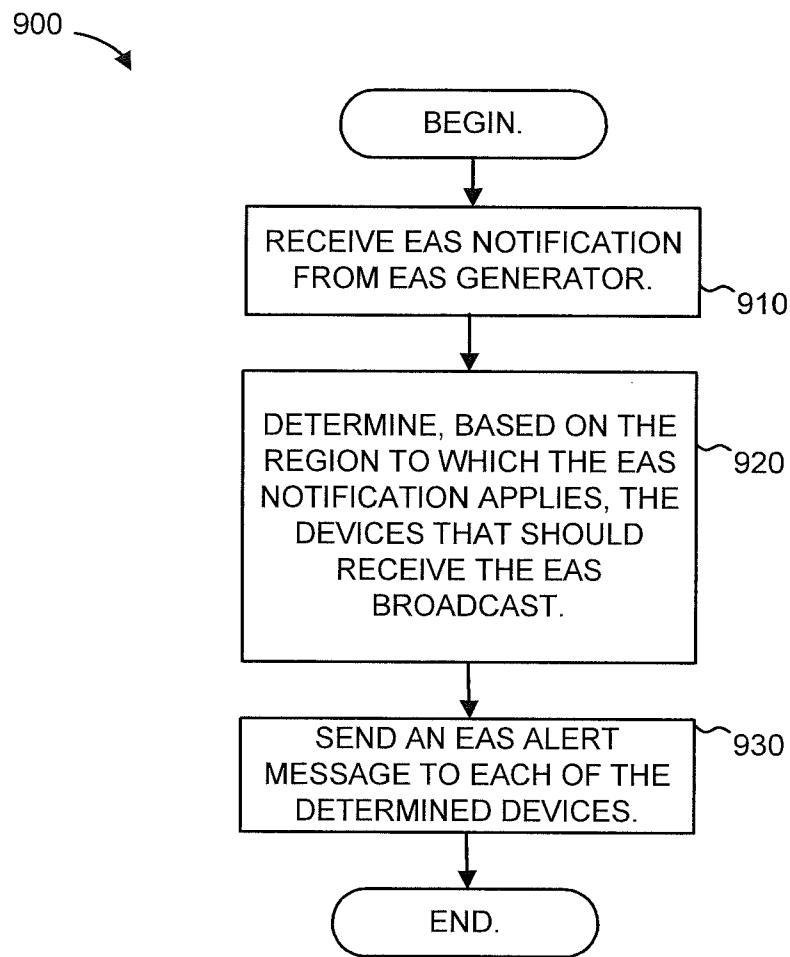 900
BEGIN.
RECEIVE EAS NOTIFICATION
FROM EAS GENERATOR.
910
DETERMINE, BASED ON THE
REGION TO WHICH THE EAS
NOTIFICATION APPLIES, THE
DEVICES THAT SHOULD
RECEIVE THE EAS
BROADCAST.
920
SEND AN EAS ALERT
MESSAGE TO EACH OF THE
DETERMINED DEVICES.
930
END.